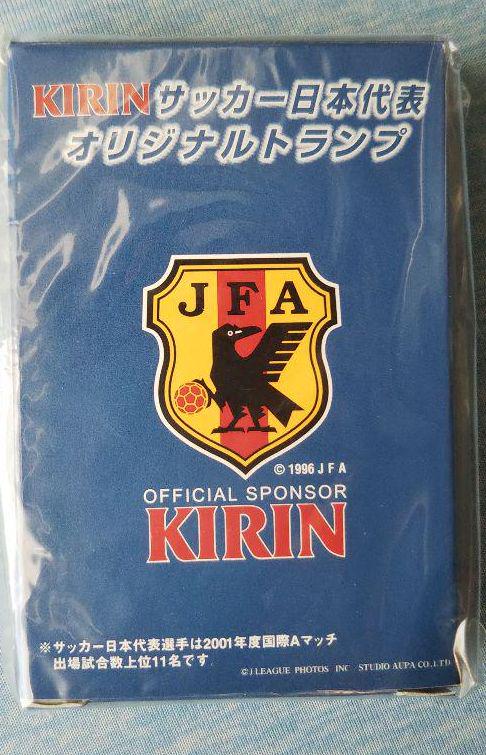 KIRINサッカー日本代表
オリジナルトランプ
JFA
©1996 JFA
OFFICIAL SPONSOR
KIRIN
※サッカー日本代表選手は2001年度国際Aマッチ
出場試合数上位11名です
©J.LEAGUE PHOTOS INC STUDIO AUPA CO.,LTD.